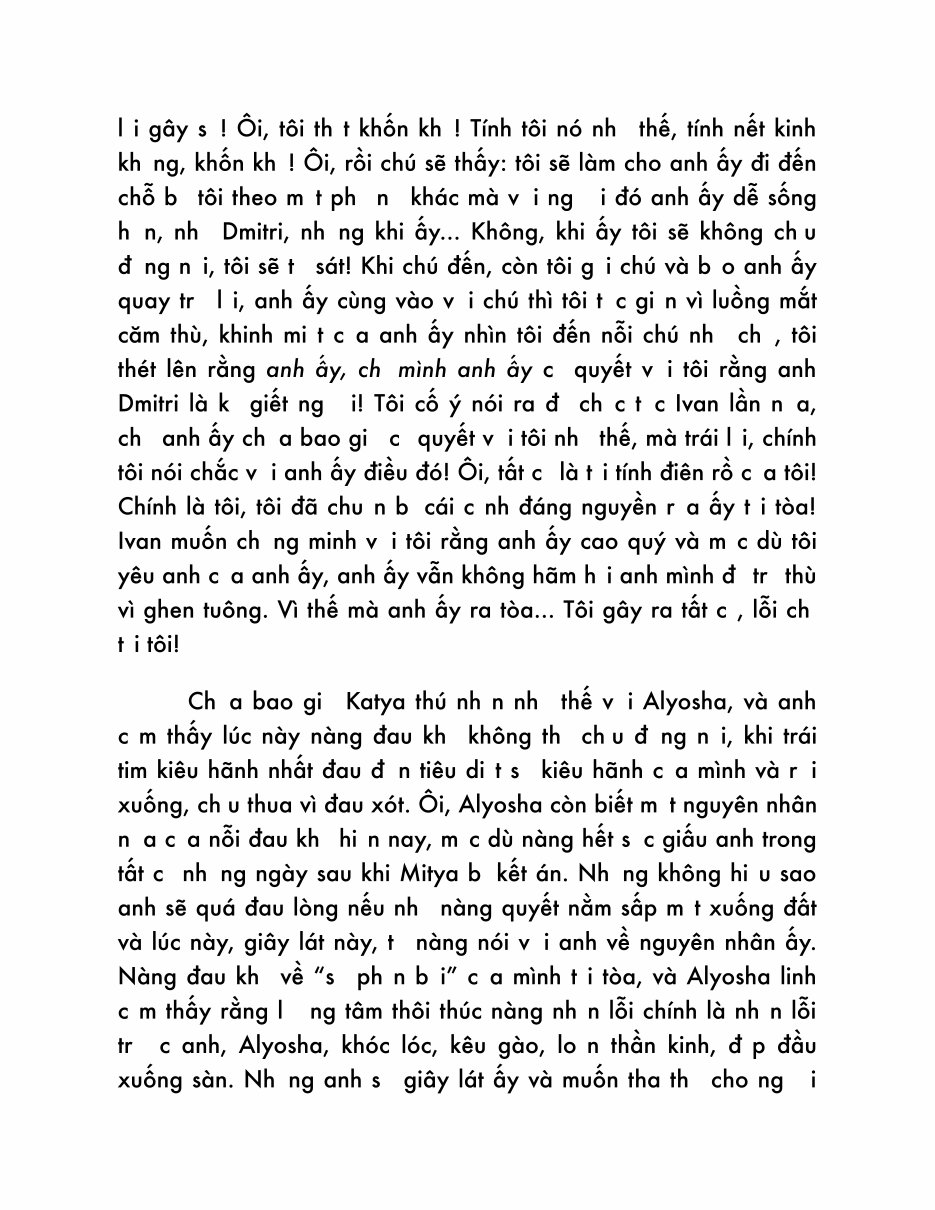 l i gây s ! Ôi, tôi th t khốn kh ! Tính tôi nó nh thế, tính nết kinh
kh ng, khốn kh ! Ôi, rồi chú sẽ thấy: tôi sẽ làm cho anh ấy đi đến
chỗ b tôi theo m t ph n khác mà v i ng i đó anh ấy dễ sống
h n, nh Dmitri, nh ng khi ấy... Không, khi ấy tôi sẽ không ch u
đ ng n i, tôi sẽ t sát! Khi chú đến, còn tôi g i chú và b o anh ấy
quay tr l i, anh ấy cùng vào v i chú thì tôi t c gi n vì luồng mắt
căm thù, khinh mi t c a anh ấy nhìn tôi đến nỗi chú nh ch , tôi
thét lên rằng anh ấy, ch mình anh ấy c quyết v i tôi rằng anh
Dmitri là k giết ng i! Tôi cố ý nói ra đ ch c t c Ivan lần n a,
ch anh ấy ch a bao gi c quyết v i tôi nh thế, mà trái l i, chính
tôi nói chắc v i anh ấy điều đó! Ôi, tất c là t i tính điên rồ c a tôi!
Chính là tôi, tôi đã chu n b cái c nh đáng nguyền r a ấy t i tòa!
Ivan muốn ch ng minh v i tôi rằng anh ấy cao quý và m c dù tôi
yêu anh c a anh ấy, anh ấy vẫn không hãm h i anh mình đ tr thù
vì ghen tuông. Vì thế mà anh ấy ra tòa... Tôi gây ra tất c , lỗi ch
t i tôi!
Ch a bao gi Katya thú nh n nh thế v i Alyosha, và anh
c m thấy lúc này nàng đau kh không th ch u đ ng n i, khi trái
tim kiêu hãnh nhất đau đ n tiêu di t s kiêu hãnh c a mình và r i
xuống, ch u thua vì đau xót. Ôi, Alyosha còn biết m t nguyên nhân
n a c a nỗi đau kh hi n nay, m c dù nàng hết s c giấu anh trong
tất c nh ng ngày sau khi Mitya b kết án. Nh ng không hi u sao
anh sẽ quá đau lòng nếu nh nàng quyết nằm sấp m t xuống đất
và lúc này, giây lát này, t nàng nói v i anh về nguyên nhân ấy.
Nàng đau kh về “s ph n b i” c a mình t i tòa, và Alyosha linh
c m thấy rằng l ng tâm thôi thúc nàng nh n lỗi chính là nh n lỗi
tr c anh, Alyosha, khóc lóc, kêu gào, lo n thần kinh, đ p đầu
xuống sàn. Nh ng anh s giây lát ấy và muốn tha th cho ng i